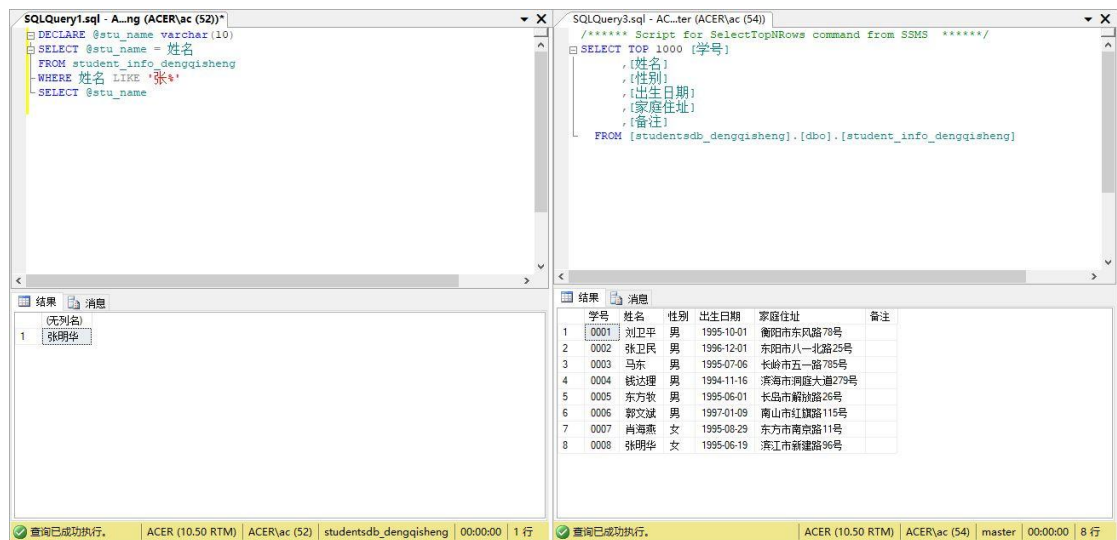 SQLQuery1.sql - A...ng (ACER\ac (52))*
DECLARE @stu_name varchar(10)
SELECT @stu_name = 姓名
FROM student_info_dengqisheng
WHERE 姓名 LIKE '张%'
SELECT @stu_name
结果 消息
(无列名)
1 张明华
查询已成功执行。 ACER (10.50 RTM) ACER\ac (52) studentsdb_dengqisheng 00:00:00 1 行
SQLQuery3.sql - AC...ter (ACER\ac (54))
/****** Script for SelectTopNRows command from SSMS ******/
SELECT TOP 1000 [学号]
,[姓名]
,[性别]
,[出生日期]
,[家庭住址]
,[备注]
FROM [studentsdb_dengqisheng].[dbo].[student_info_dengqisheng]
结果 消息
学号 姓名 性别 出生日期 家庭住址 备注
1 0001 刘卫平 男 1995-10-01 衡阳市东风路78号
2 0002 张卫民 男 1996-12-01 东阳市八一北路25号
3 0003 马东 男 1995-07-06 长岭市五一路785号
4 0004 钱达理 男 1994-11-16 滨海市洞庭大道279号
5 0005 东方牧 男 1995-06-01 长岛市解放路26号
6 0006 郭文斌 男 1997-01-09 南山市红旗路115号
7 0007 肖海燕 女 1995-08-29 东方市南京路11号
8 0008 张明华 女 1995-06-19 滨江市新建路96号
查询已成功执行。 ACER (10.50 RTM) ACER\ac (54) master 00:00:00 8 行